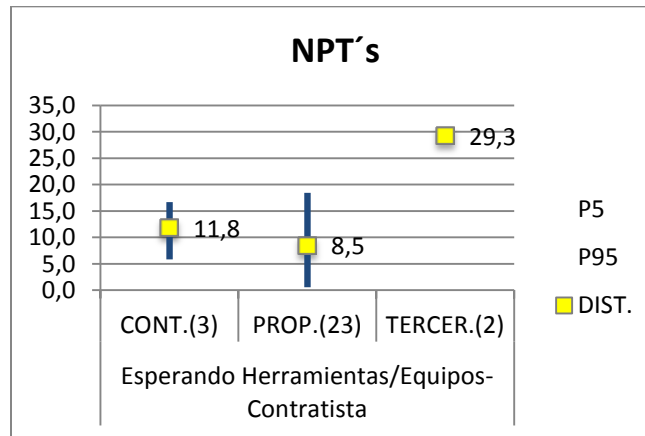 NPT´s
35,0
30,0
25,0
20,0
15,0
10,0
5,0
0,0
29,3
11,8
8,5
P5
P95
DIST.
CONT.(3) PROP.(23) TERCER.(2)
Esperando Herramientas/Equipos-
Contratista